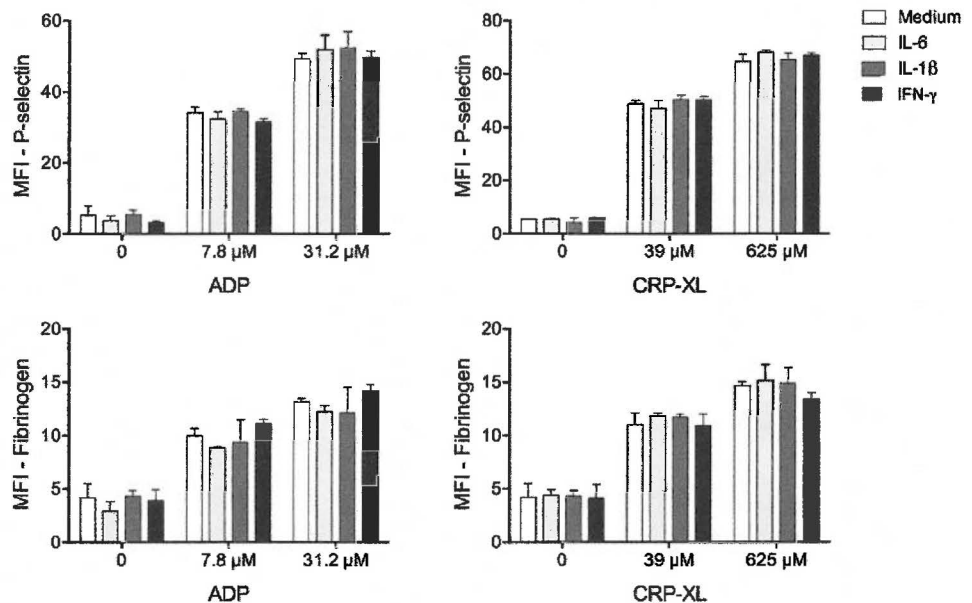 Medium
IL-6
IL-1ß
IFN-γ
MFI - P-selectin
60
40
20
0
0 7.8 µM 31.2 µM
ADP
MFI - P-selectin
80
60
40
20
0
0 39 µM 625 µM
CRP-XL
MFI - Fibrinogen
20
15
10
5
0
0 7.8 µM 31.2 µM
ADP
MFI - Fibrinogen
20
15
10
5
0
0 39 µM 625 µM
CRP-XL